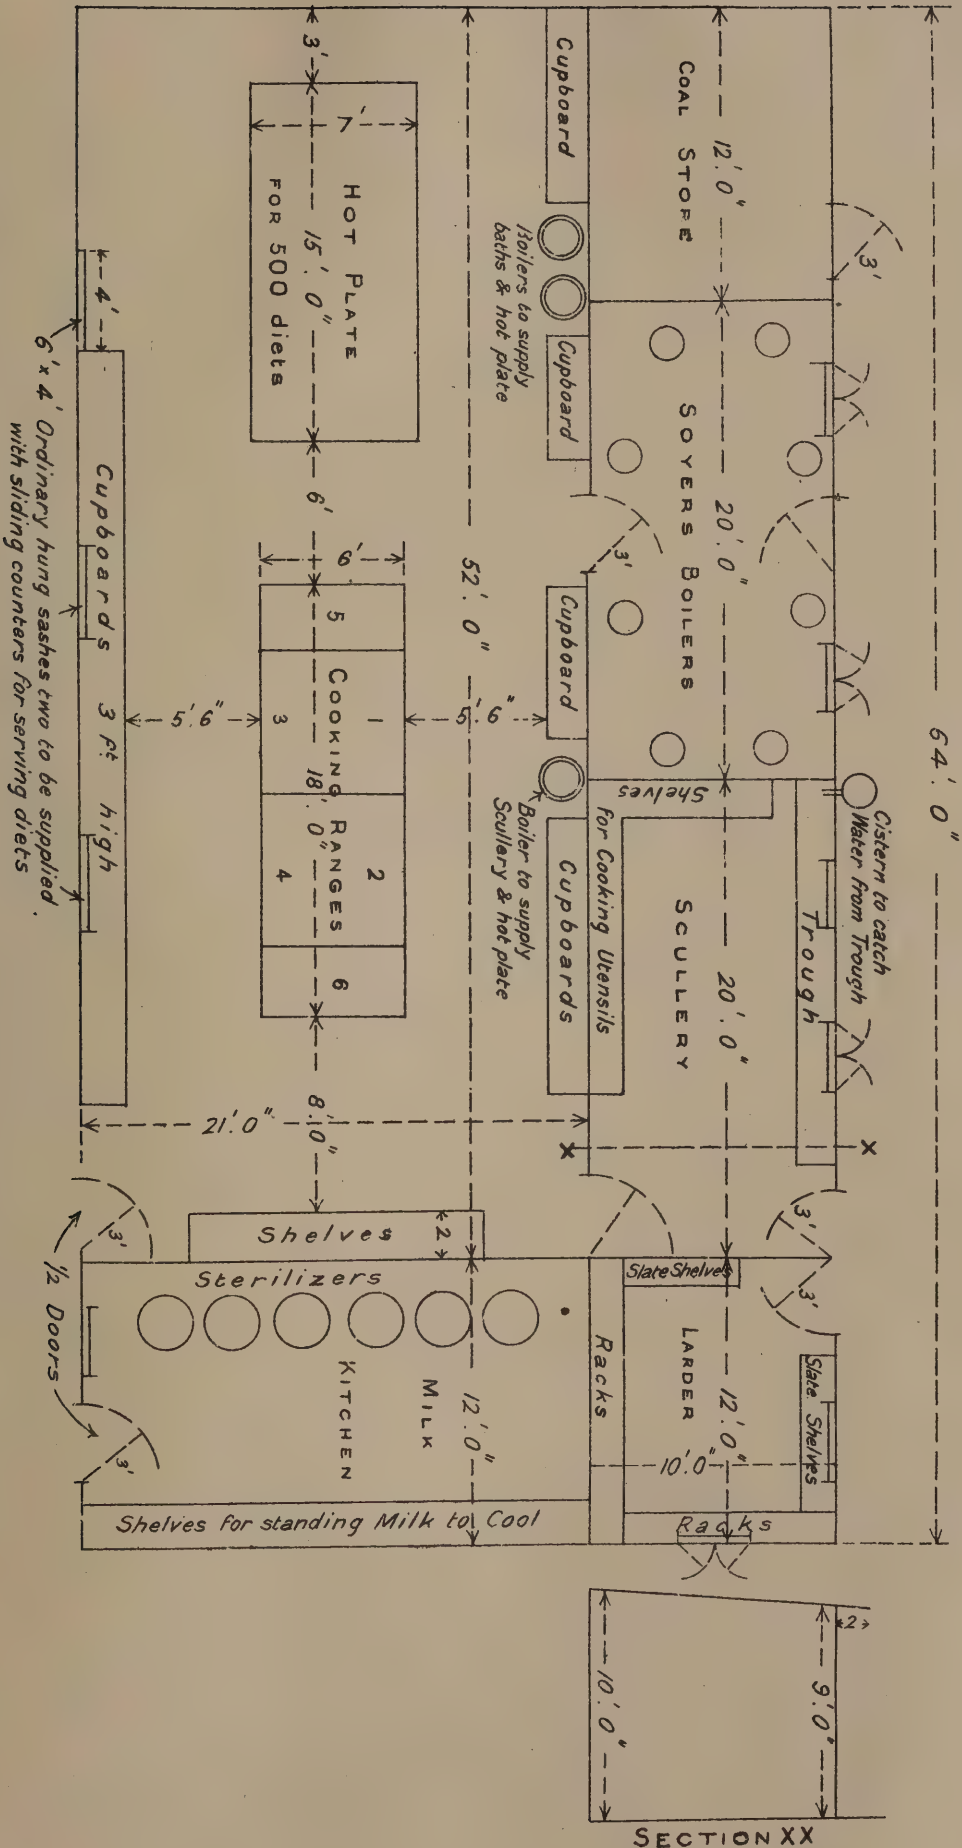 64'. 0"
Cistern to catch
Water from Trough
3'
COAL STORE
12'. 0"
SOYERS BOILERS
20'. 0"
3'
Trough
SCULLERY
20'. 0"
Shelves
for Cooking Utensils
3'
3'
Slate Shelves
Slate Shelves
LARDER
12'. 0"
10'. 0"
Racks
Racks
Cupboard
Boilers to supply
baths & hot plate
Cupboard
Cupboard
Boiler to supply
Scullery & hot plate
Cupboards
52'. 0"
3'
7'
HOT PLATE
15'. 0"
FOR 500 diets
6'
6'
5
COOKING RANGES
1
2
18'. 0"
3
4
6
5'. 6"
5'. 6"
8'. 0"
21'. 0"
X
X
Shelves
2
Sterilizers
MILK
KITCHEN
12'. 0"
Shelves for standing Milk to Cool
4'
Cupboards 3 ft high
6' x 4' Ordinary hung sashes two to be supplied
with sliding counters for serving diets
3'
1/2 Doors
3'
2
9'. 0"
10'. 0"
SECTION XX